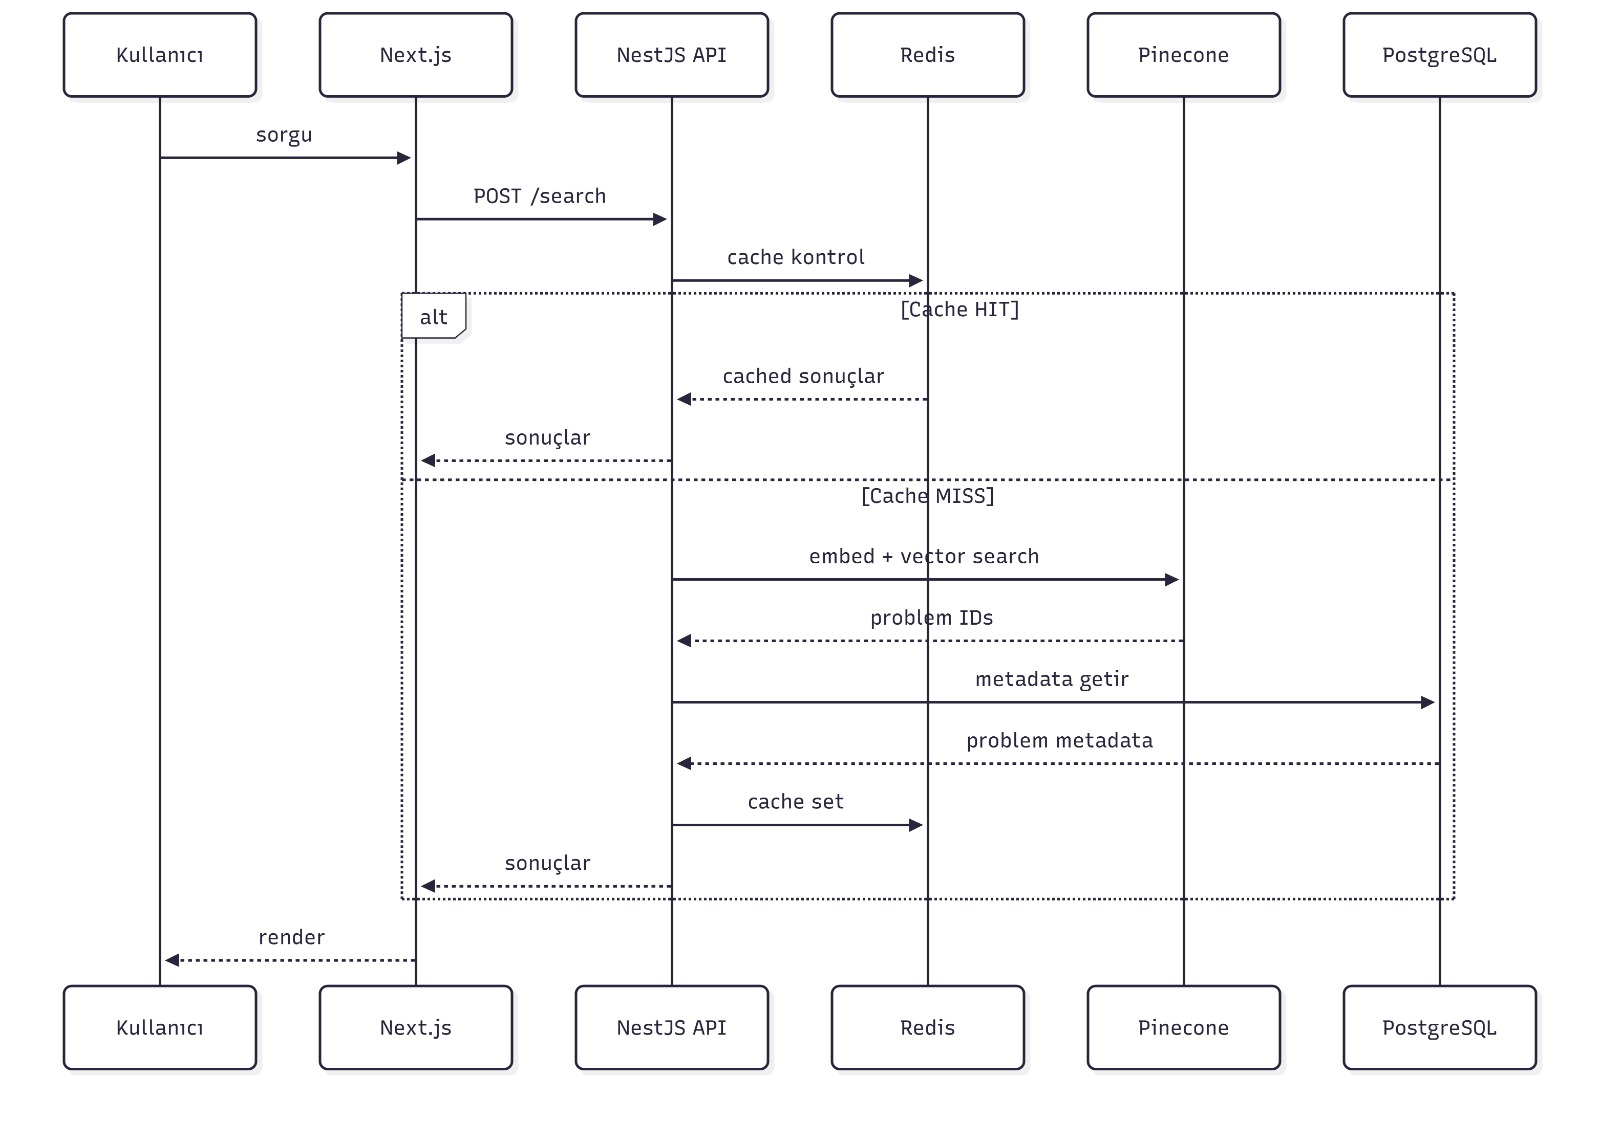 Kullanıcı
Next.js
NestJS API
Redis
Pinecone
PostgreSQL
sorgu
POST /search
cache kontrol
alt
[Cache HIT]
cached sonuçlar
sonuçlar
[Cache MISS]
embed + vector search
problem IDs
metadata getir
problem metadata
cache set
sonuçlar
render
Kullanıcı
Next.js
NestJS API
Redis
Pinecone
PostgreSQL